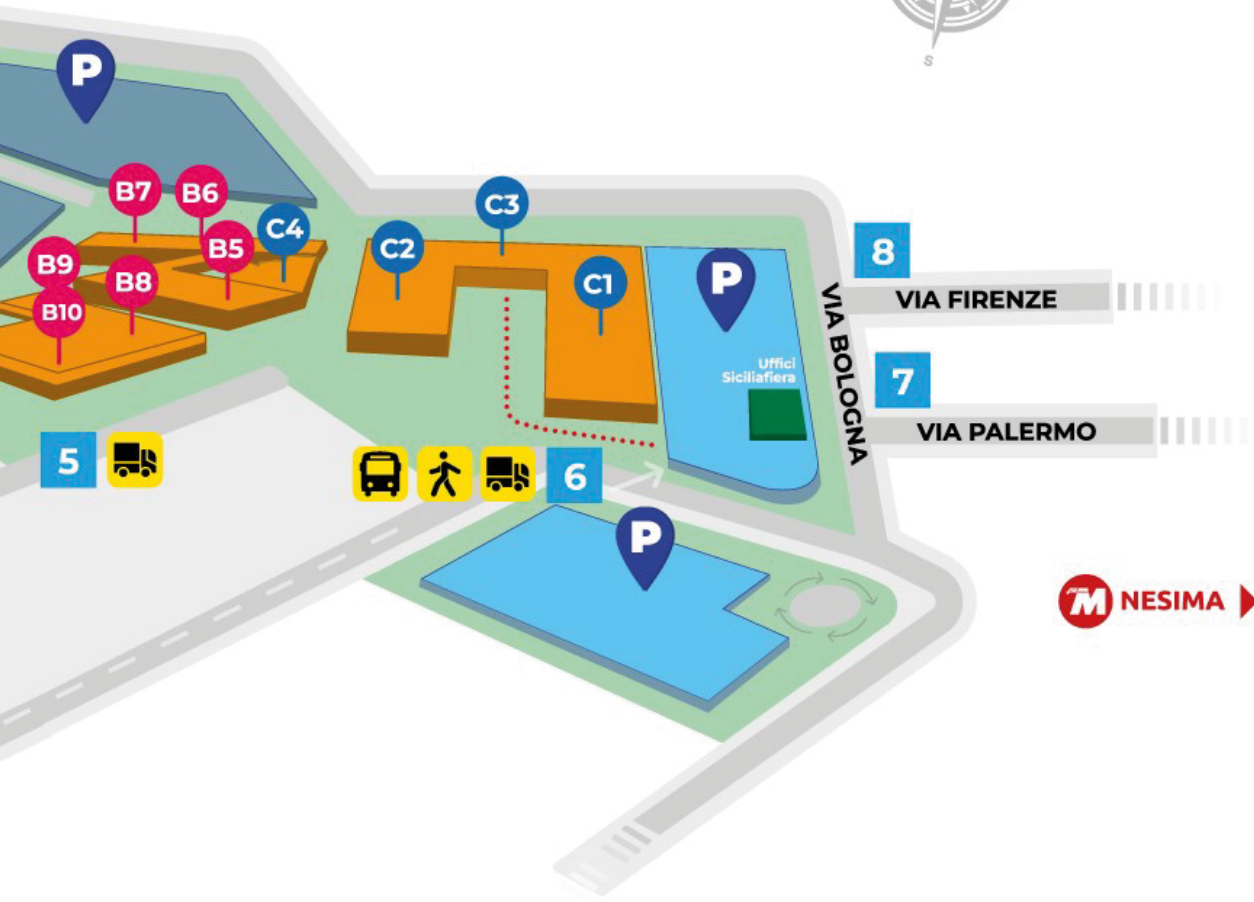 S
P
B7
B6
C3
C4
C2
B5
8
B9
P
B8
C1
VIA FIRENZE
B10
VIA BOLOGNA
Uffici
Siciliafiera
7
VIA PALERMO
5
6
P
M NESIMA